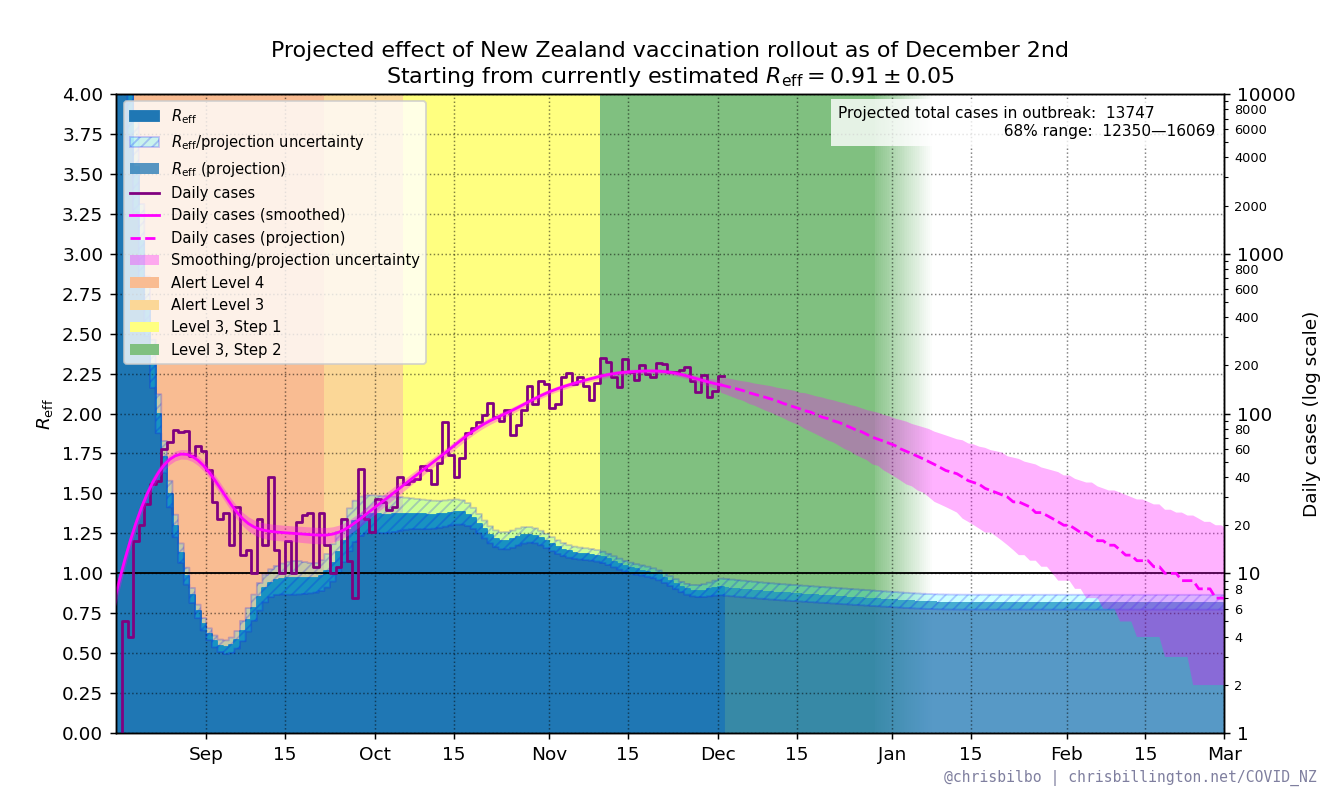 Projected effect of New Zealand vaccination rollout as of December 2nd
Starting from currently estimated Reff = 0.91 ± 0.05
Projected total cases in outbreak: 13747
68% range: 12350—16069
Reff
Reff/projection uncertainty
Reff (projection)
Daily cases
Daily cases (smoothed)
Daily cases (projection)
Smoothing/projection uncertainty
Alert Level 4
Alert Level 3
Level 3, Step 1
Level 3, Step 2
Reff
4.00
3.75
3.50
3.25
3.00
2.75
2.50
2.25
2.00
1.75
1.50
1.25
1.00
0.75
0.50
0.25
0.00
10000
8000
6000
4000
2000
1000
800
600
400
200
100
80
60
40
20
10
8
6
4
2
1
Daily cases (log scale)
Sep 15 Oct 15 Nov 15 Dec 15 Jan 15 Feb 15 Mar
@chrisbilbo | chrisbillington.net/COVID_NZ